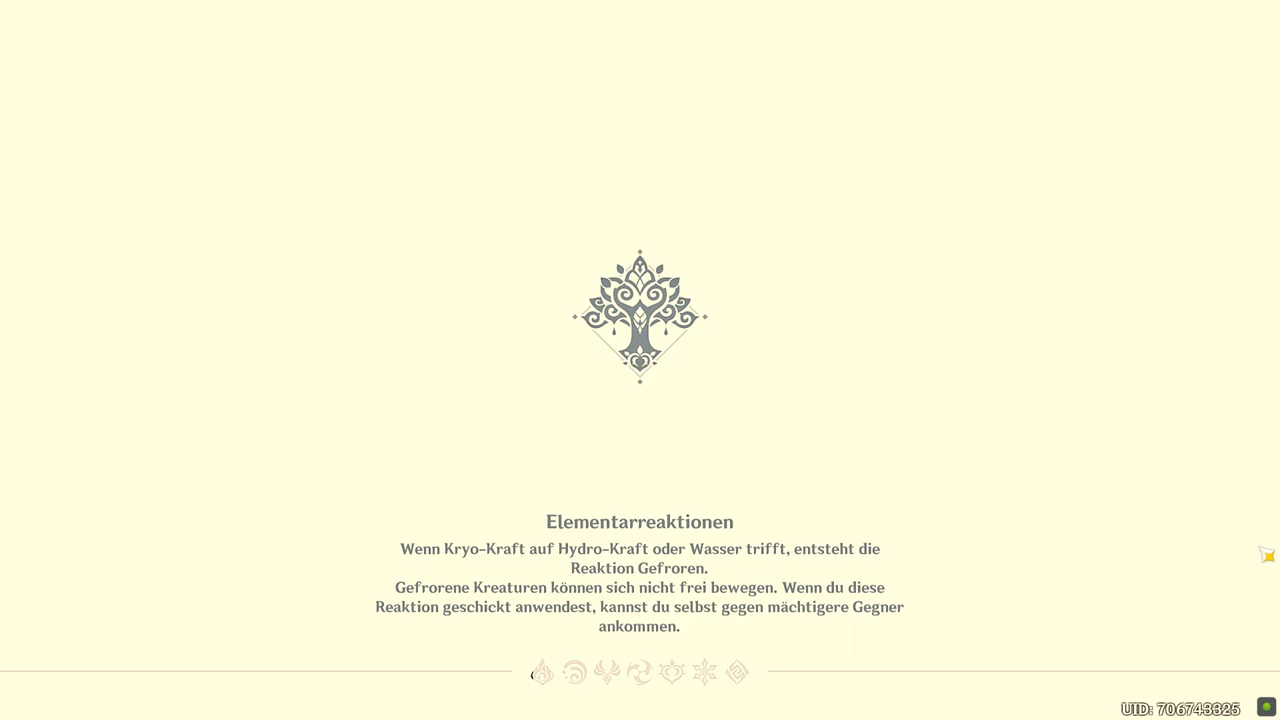 Elementarreaktionen
Wenn Kryo-Kraft auf Hydro-Kraft oder Wasser trifft, entsteht die
Reaktion Gefroren.
Gefrorene Kreaturen können sich nicht frei bewegen. Wenn du diese
Reaktion geschickt anwendest, kannst du selbst gegen mächtigere Gegner
ankommen.
UID: 706743325